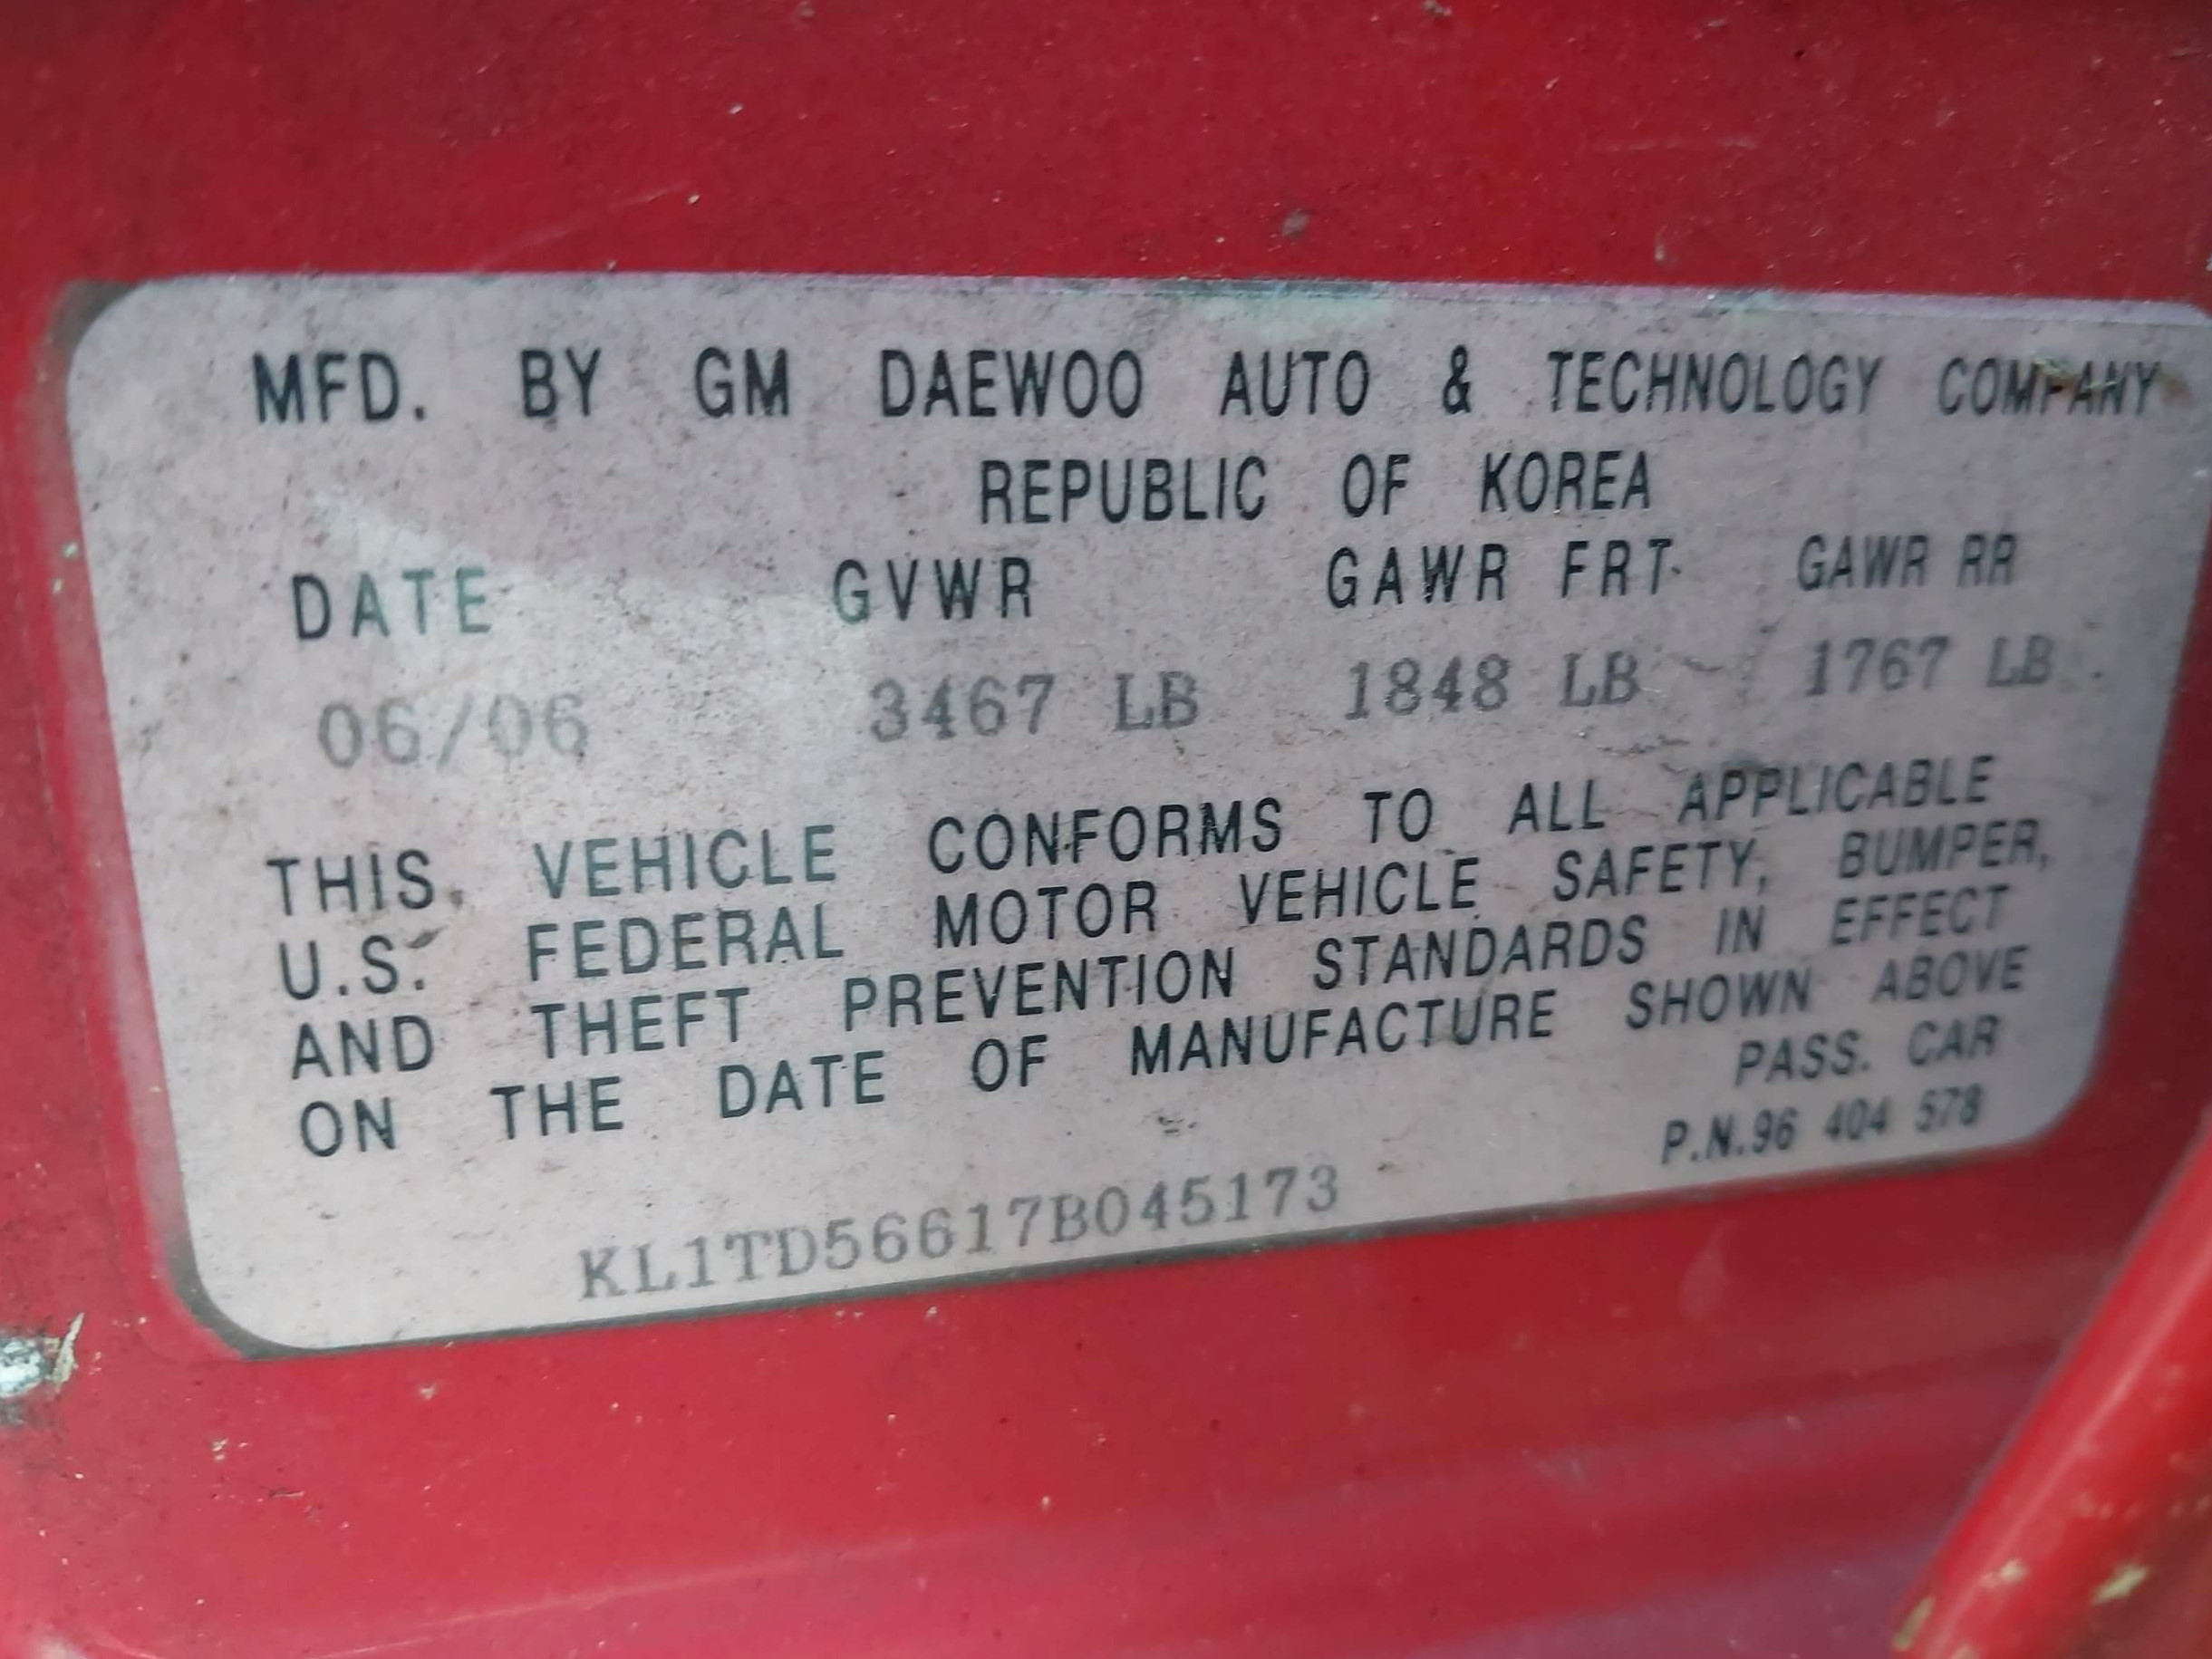 MFD. BY GM DAEWOO AUTO & TECHNOLOGY COMPANY
REPUBLIC OF KOREA
DATE GVWR GAWR FRT GAWR RR
06/06 3467 LB 1848 LB 1767 LB
THIS VEHICLE CONFORMS TO ALL APPLICABLE
U.S. FEDERAL MOTOR VEHICLE SAFETY, BUMPER,
AND THEFT PREVENTION STANDARDS IN EFFECT
ON THE DATE OF MANUFACTURE SHOWN ABOVE
PASS. CAR
P.N.96 404 578
KL1TD56617B045173